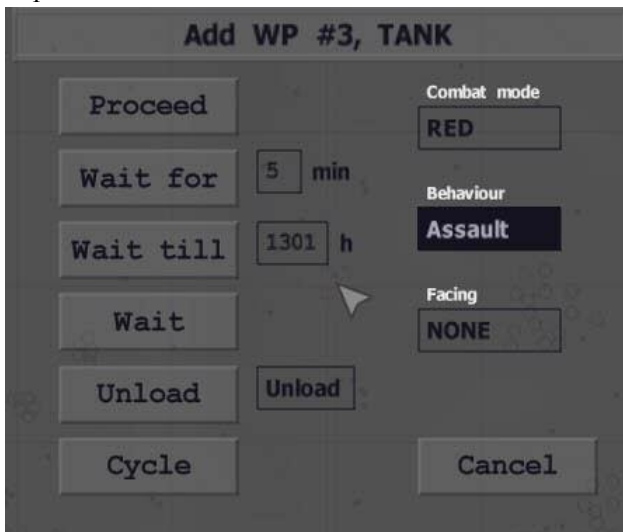 Add WP #3, TANK
Proceed
Combat mode
RED
Wait for
5 min
Behaviour
Assault
Wait till
1301 h
Facing
NONE
Wait
Unload
Unload
Cycle
Cancel